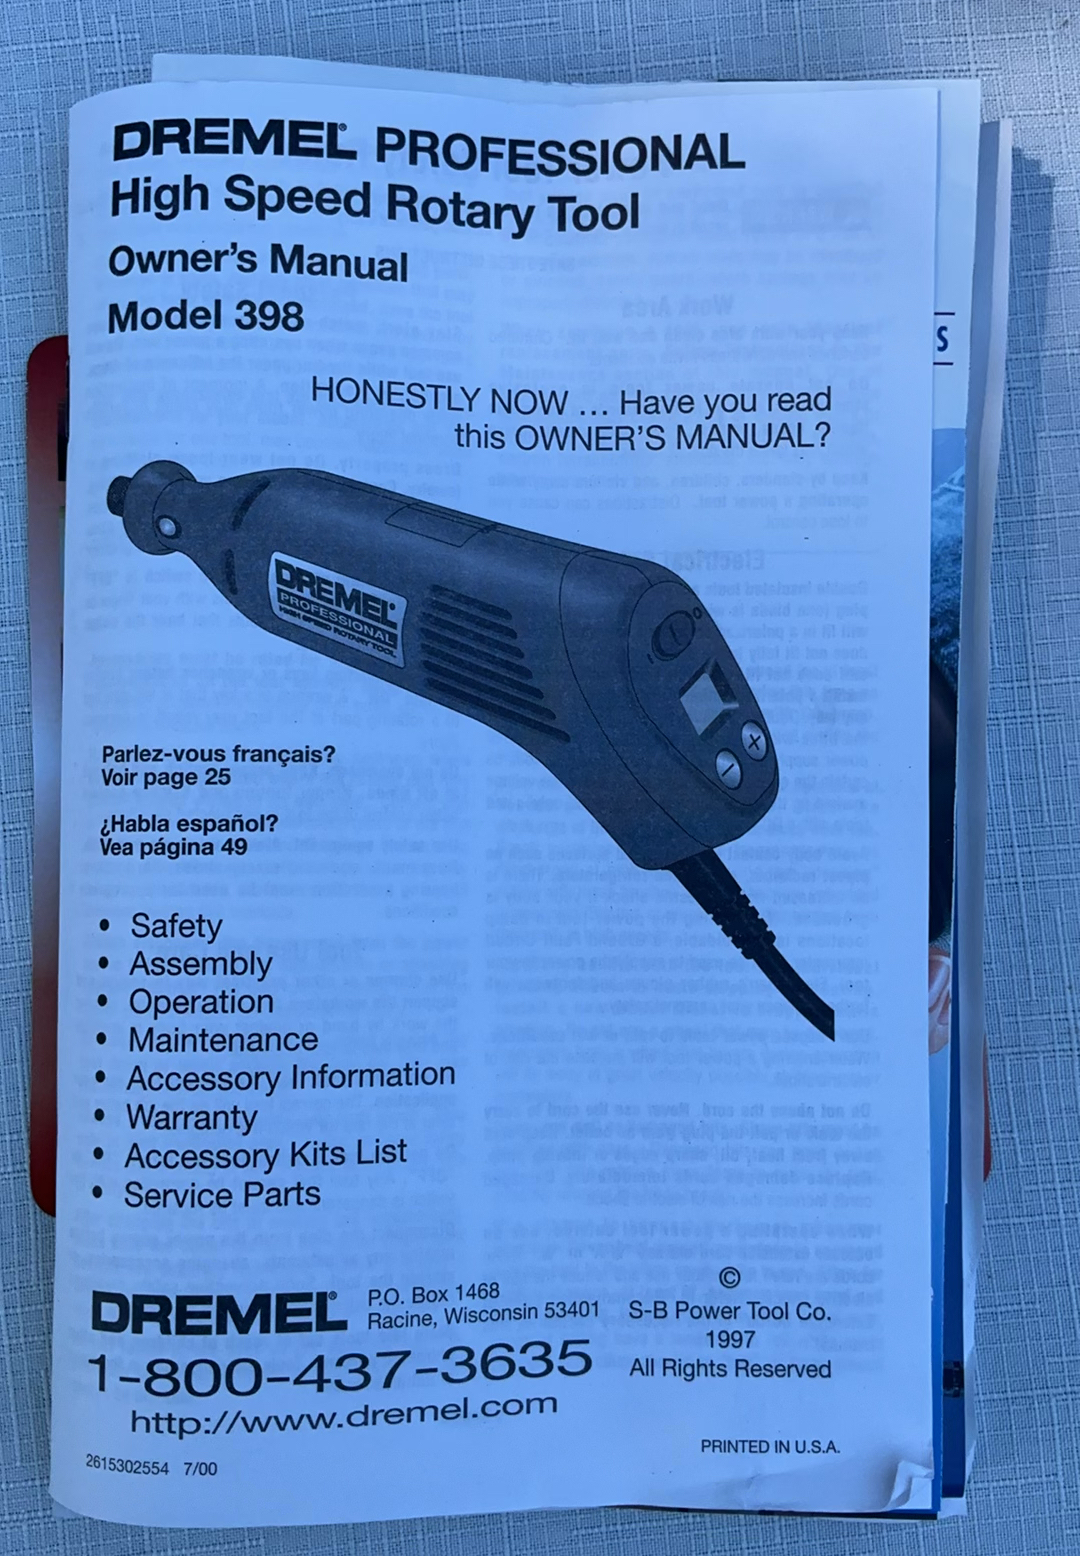 DREMEL® PROFESSIONAL
High Speed Rotary Tool
Owner's Manual
Model 398
HONESTLY NOW ... Have you read
this OWNER'S MANUAL?
DREMEL®
PROFESSIONAL
HIGH SPEED ROTARY TOOL
Parlez-vous français?
Voir page 25
¿Habla español?
Vea página 49
• Safety
• Assembly
• Operation
• Maintenance
• Accessory Information
• Warranty
• Accessory Kits List
• Service Parts
DREMEL®
P.O. Box 1468
Racine, Wisconsin 53401
1-800-437-3635
http://www.dremel.com
©
S-B Power Tool Co.
1997
All Rights Reserved
PRINTED IN U.S.A.
2615302554 7/00
S